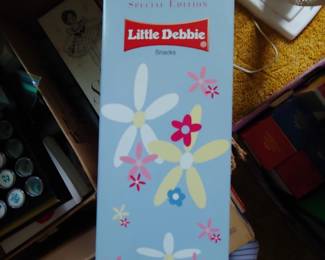 Special Edition
Little Debbie
®
Snacks